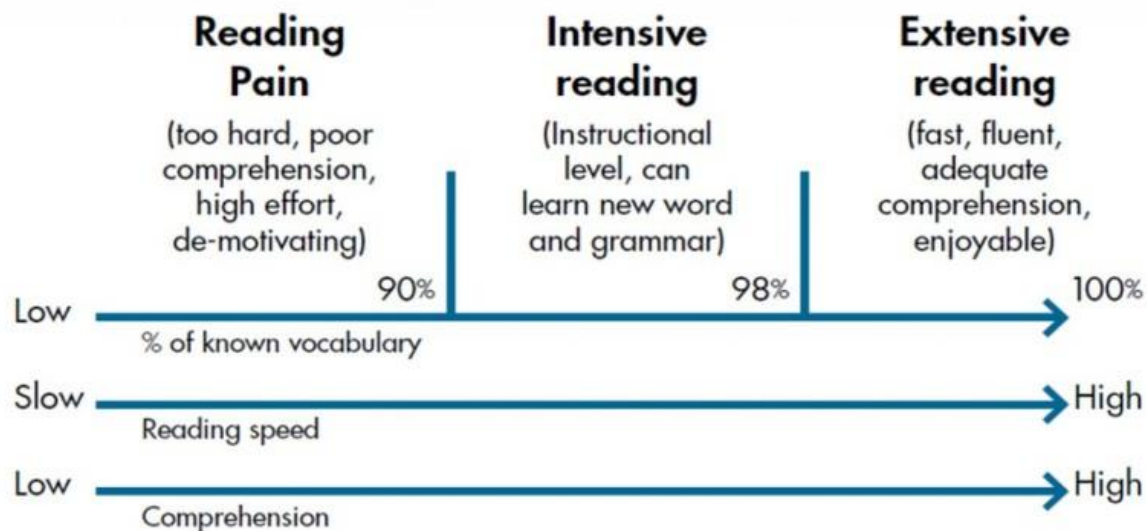 Reading
Pain
(too hard, poor
comprehension,
high effort,
de-motivating)
Intensive
reading
(Instructional
level, can
learn new word
and grammar)
Extensive
reading
(fast, fluent,
adequate
comprehension,
enjoyable)
90%
98%
100%
Low
% of known vocabulary
Slow
High
Reading speed
Low
High
Comprehension